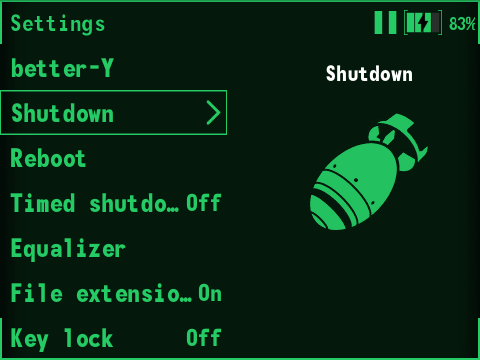 Settings
83%
better-Y
Shutdown
Shutdown
Reboot
Timed shutdo… Off
Equalizer
File extensio… On
Key lock Off